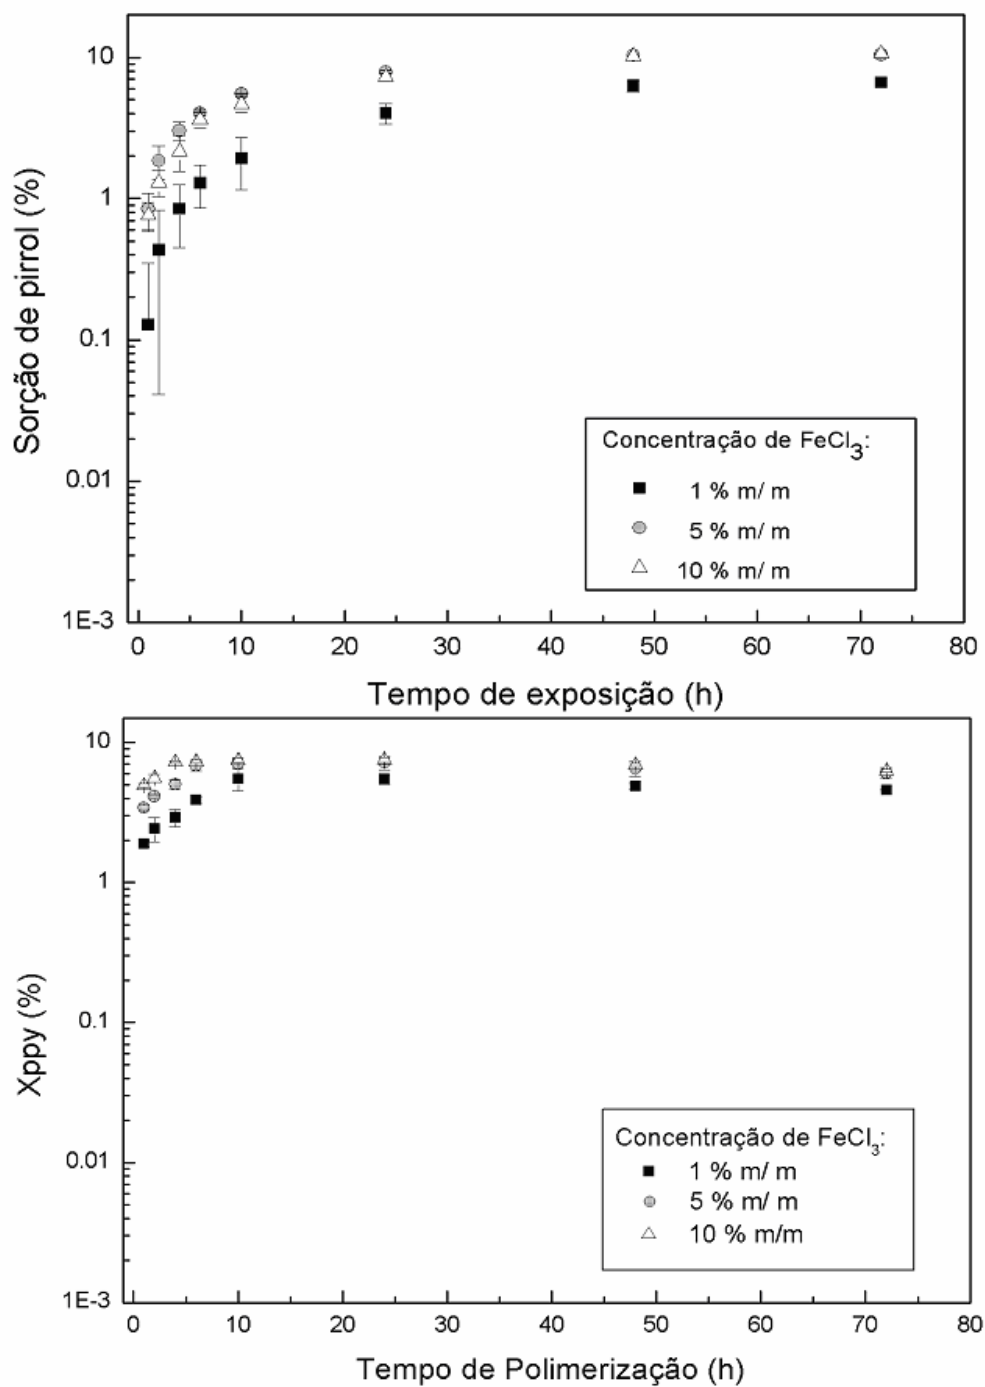 10
1
0.1
0.01
1E-3
Sorção de pirrol (%)
Concentração de FeCl3:
1 % m/ m
5 % m/ m
10 % m/ m
0 10 20 30 40 50 60 70 80
Tempo de exposição (h)
10
1
0.1
0.01
1E-3
Xppy (%)
Concentração de FeCl3:
1 % m/ m
5 % m/ m
10 % m/m
0 10 20 30 40 50 60 70 80
Tempo de Polimerização (h)